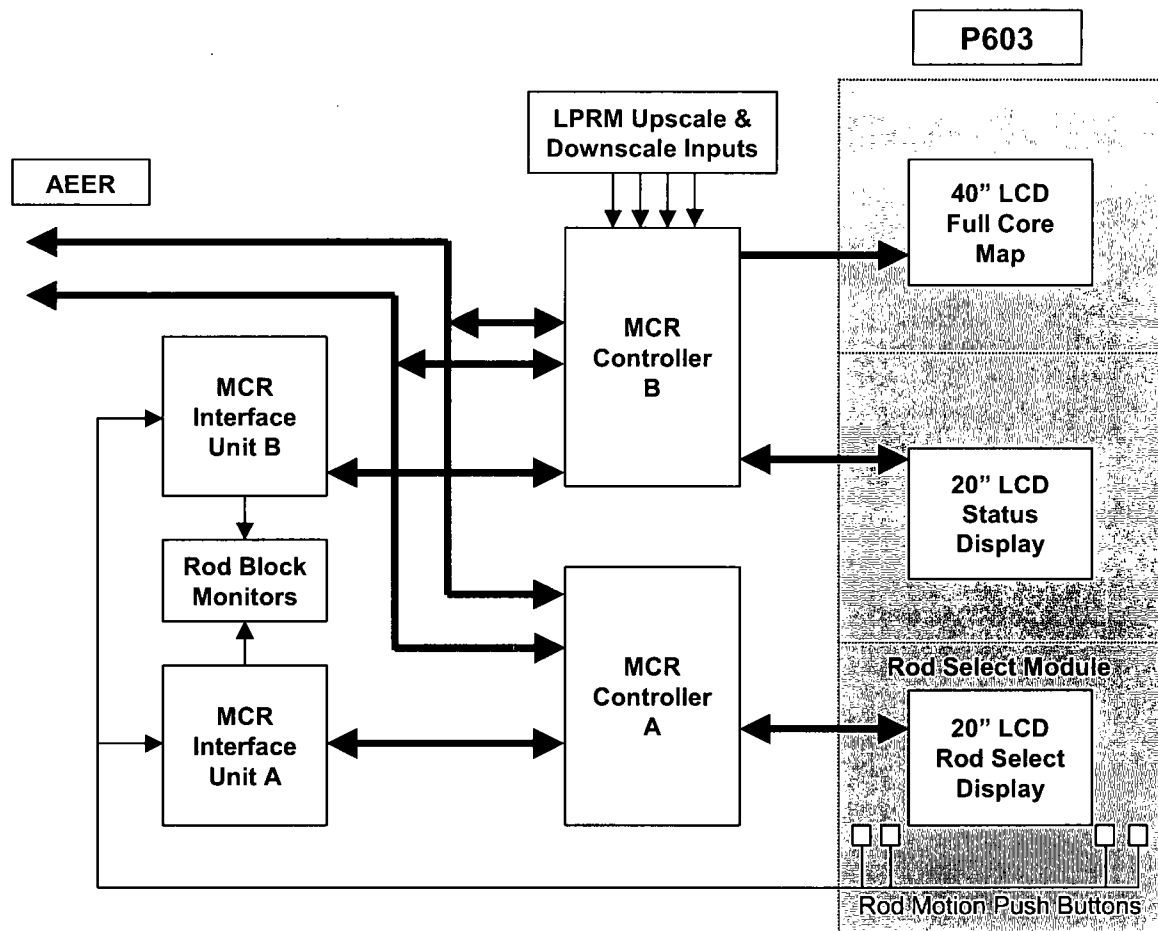 P603
LPRM Upscale &
Downscale Inputs
AEER
40” LCD
Full Core
Map
MCR
Controller
B
MCR
Interface
Unit B
20” LCD
Status
Display
Rod Block
Monitors
MCR
Controller
A
Rod Select Module
MCR
Interface
Unit A
20” LCD
Rod Select
Display
Rod Motion Push Buttons